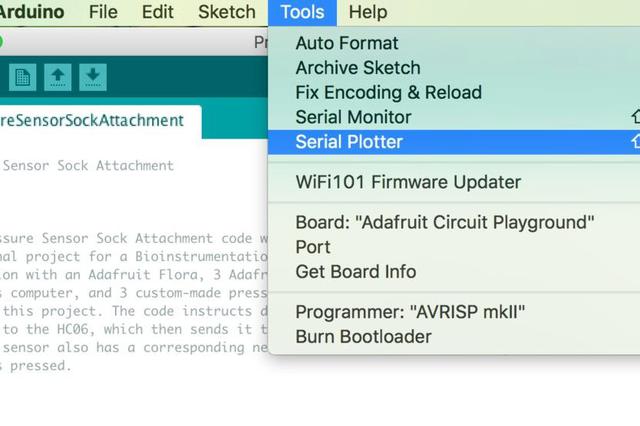 Arduino File Edit Sketch Tools Help
Auto Format
Archive Sketch
Fix Encoding & Reload
Serial Monitor
Serial Plotter
WiFi101 Firmware Updater
Board: "Adafruit Circuit Playground"
Port
Get Board Info
Programmer: "AVRISP mkII"
Burn Bootloader
reSensorSockAttachment
Sensor Sock Attachment
ssure Sensor Sock Attachment code w
nal project for a Bioinstrumentatio
ion with an Adafruit Flora, 3 Adaf
s computer, and 3 custom-made press
this project. The code instructs d
to the HC06, which then sends it t
sensor also has a corresponding ne
s pressed.